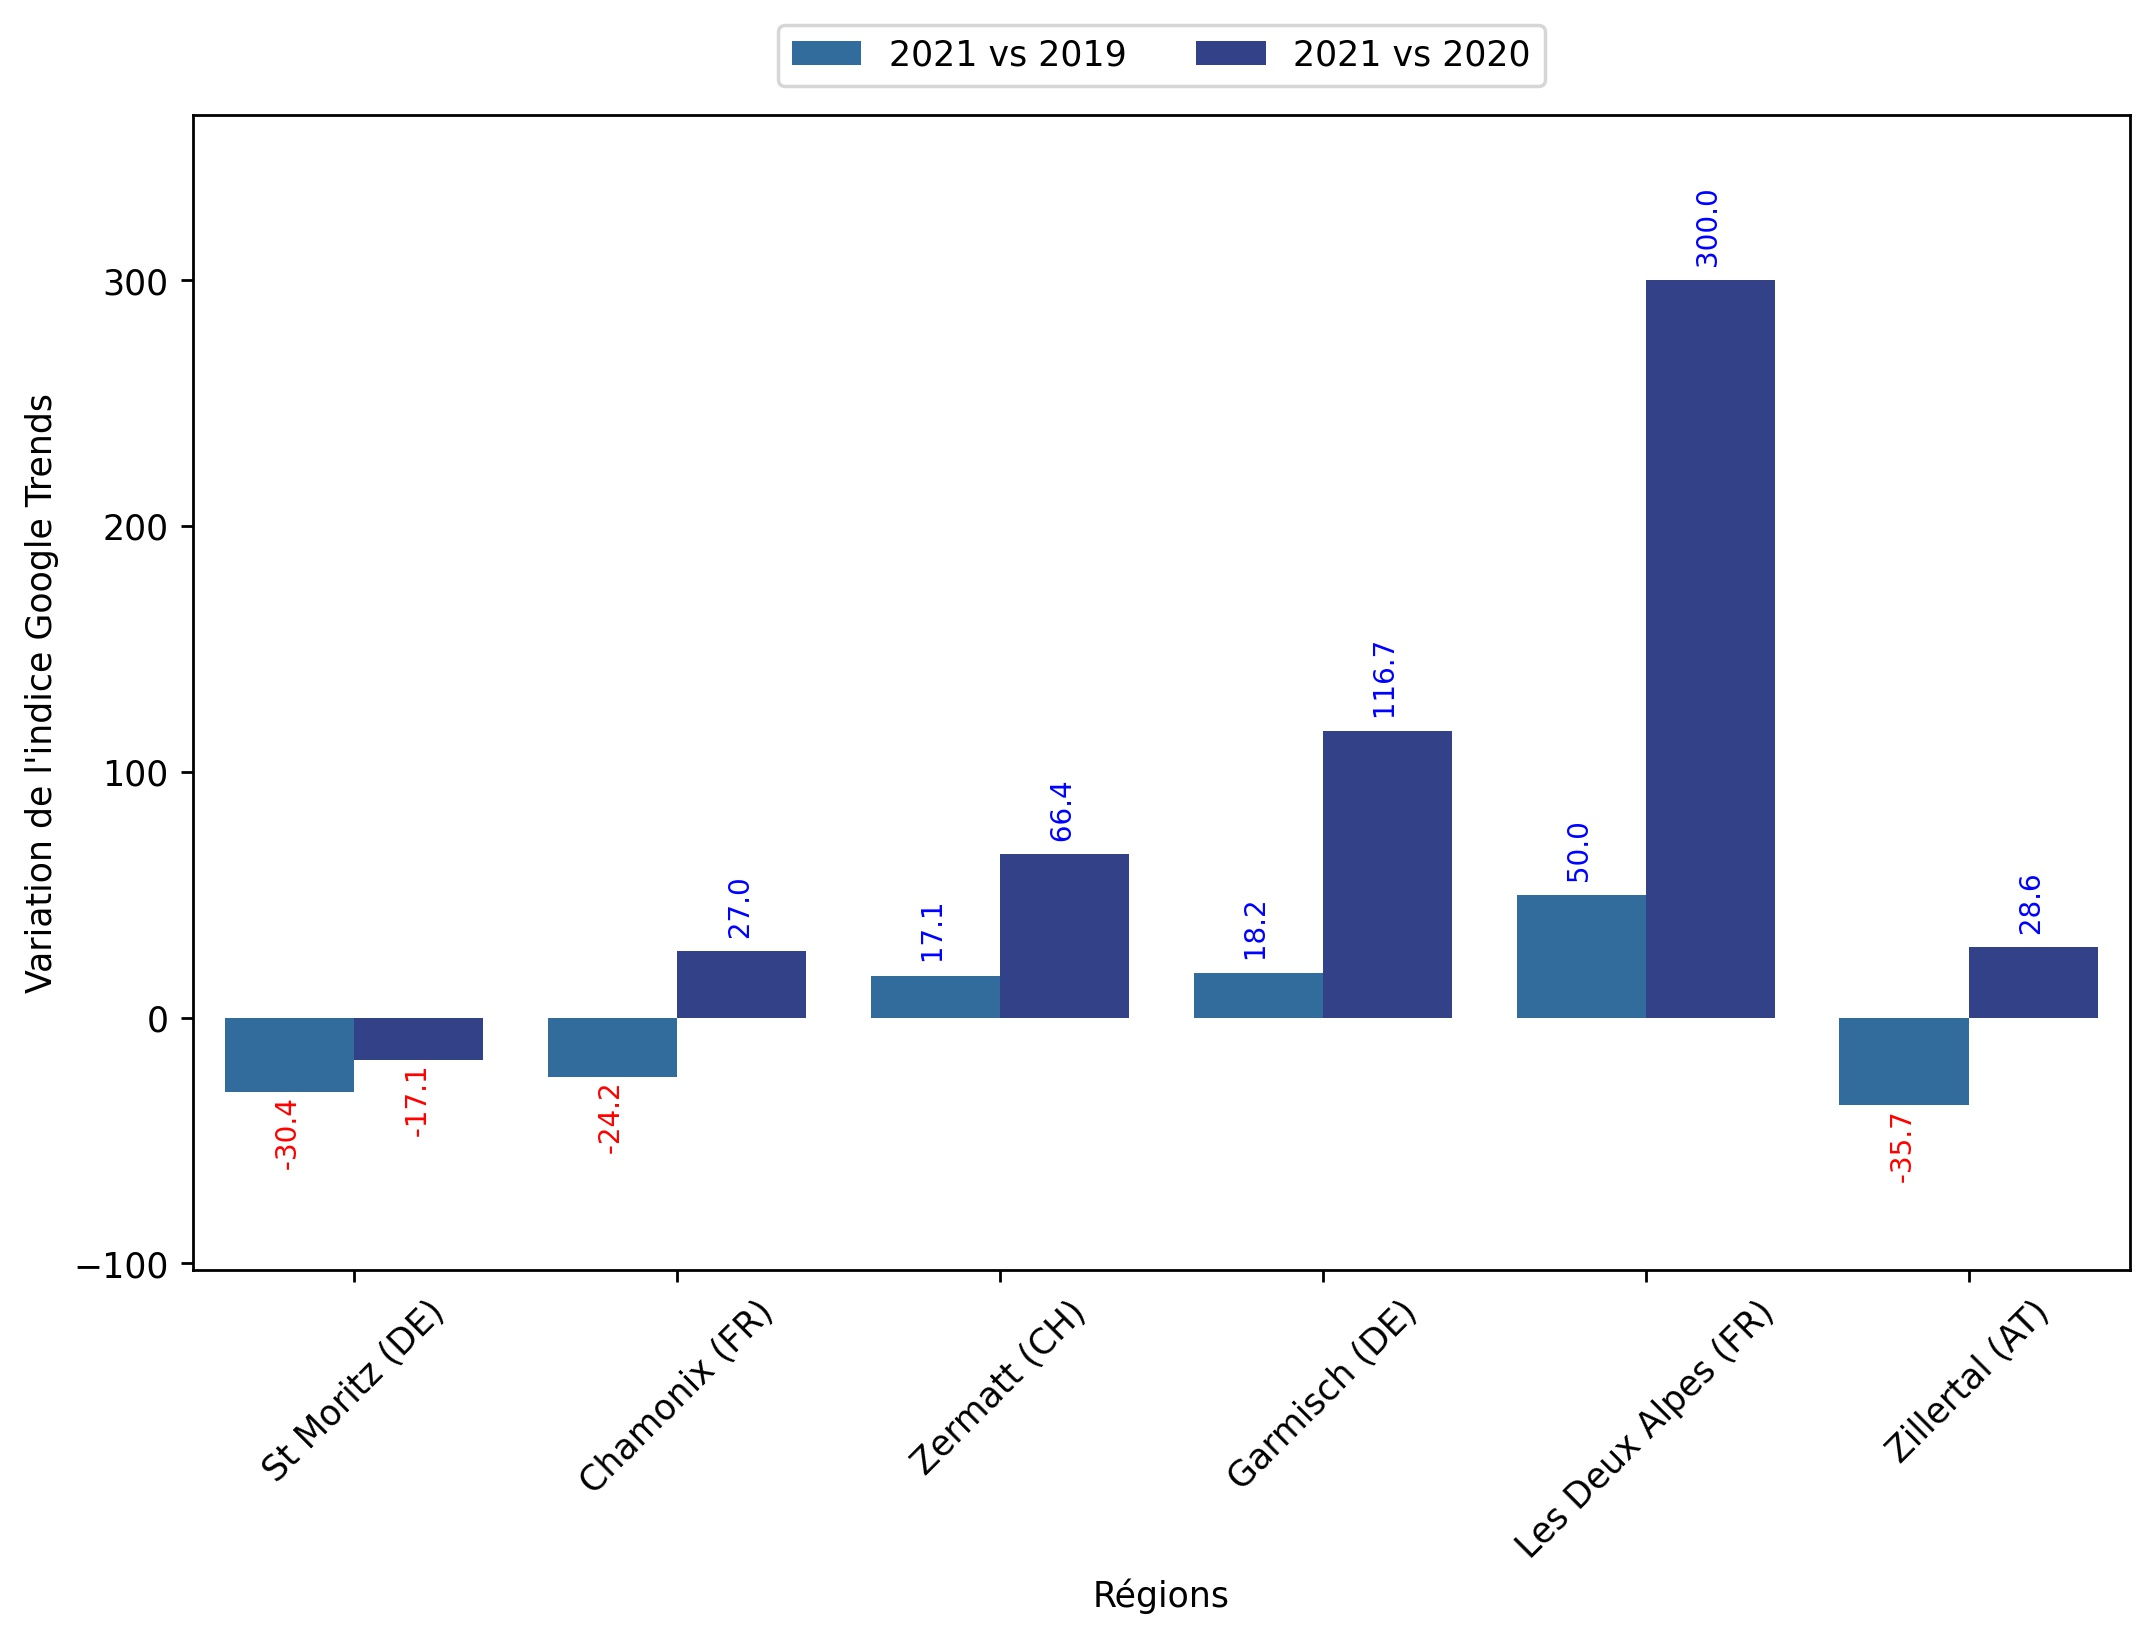 2021 vs 2019
2021 vs 2020
Variation de l'indice Google Trends
300
200
100
0
−100
-30.4
-17.1
-24.2
27.0
17.1
66.4
18.2
116.7
50.0
300.0
-35.7
28.6
St Moritz (DE)
Chamonix (FR)
Zermatt (CH)
Garmisch (DE)
Les Deux Alpes (FR)
Zillertal (AT)
Régions